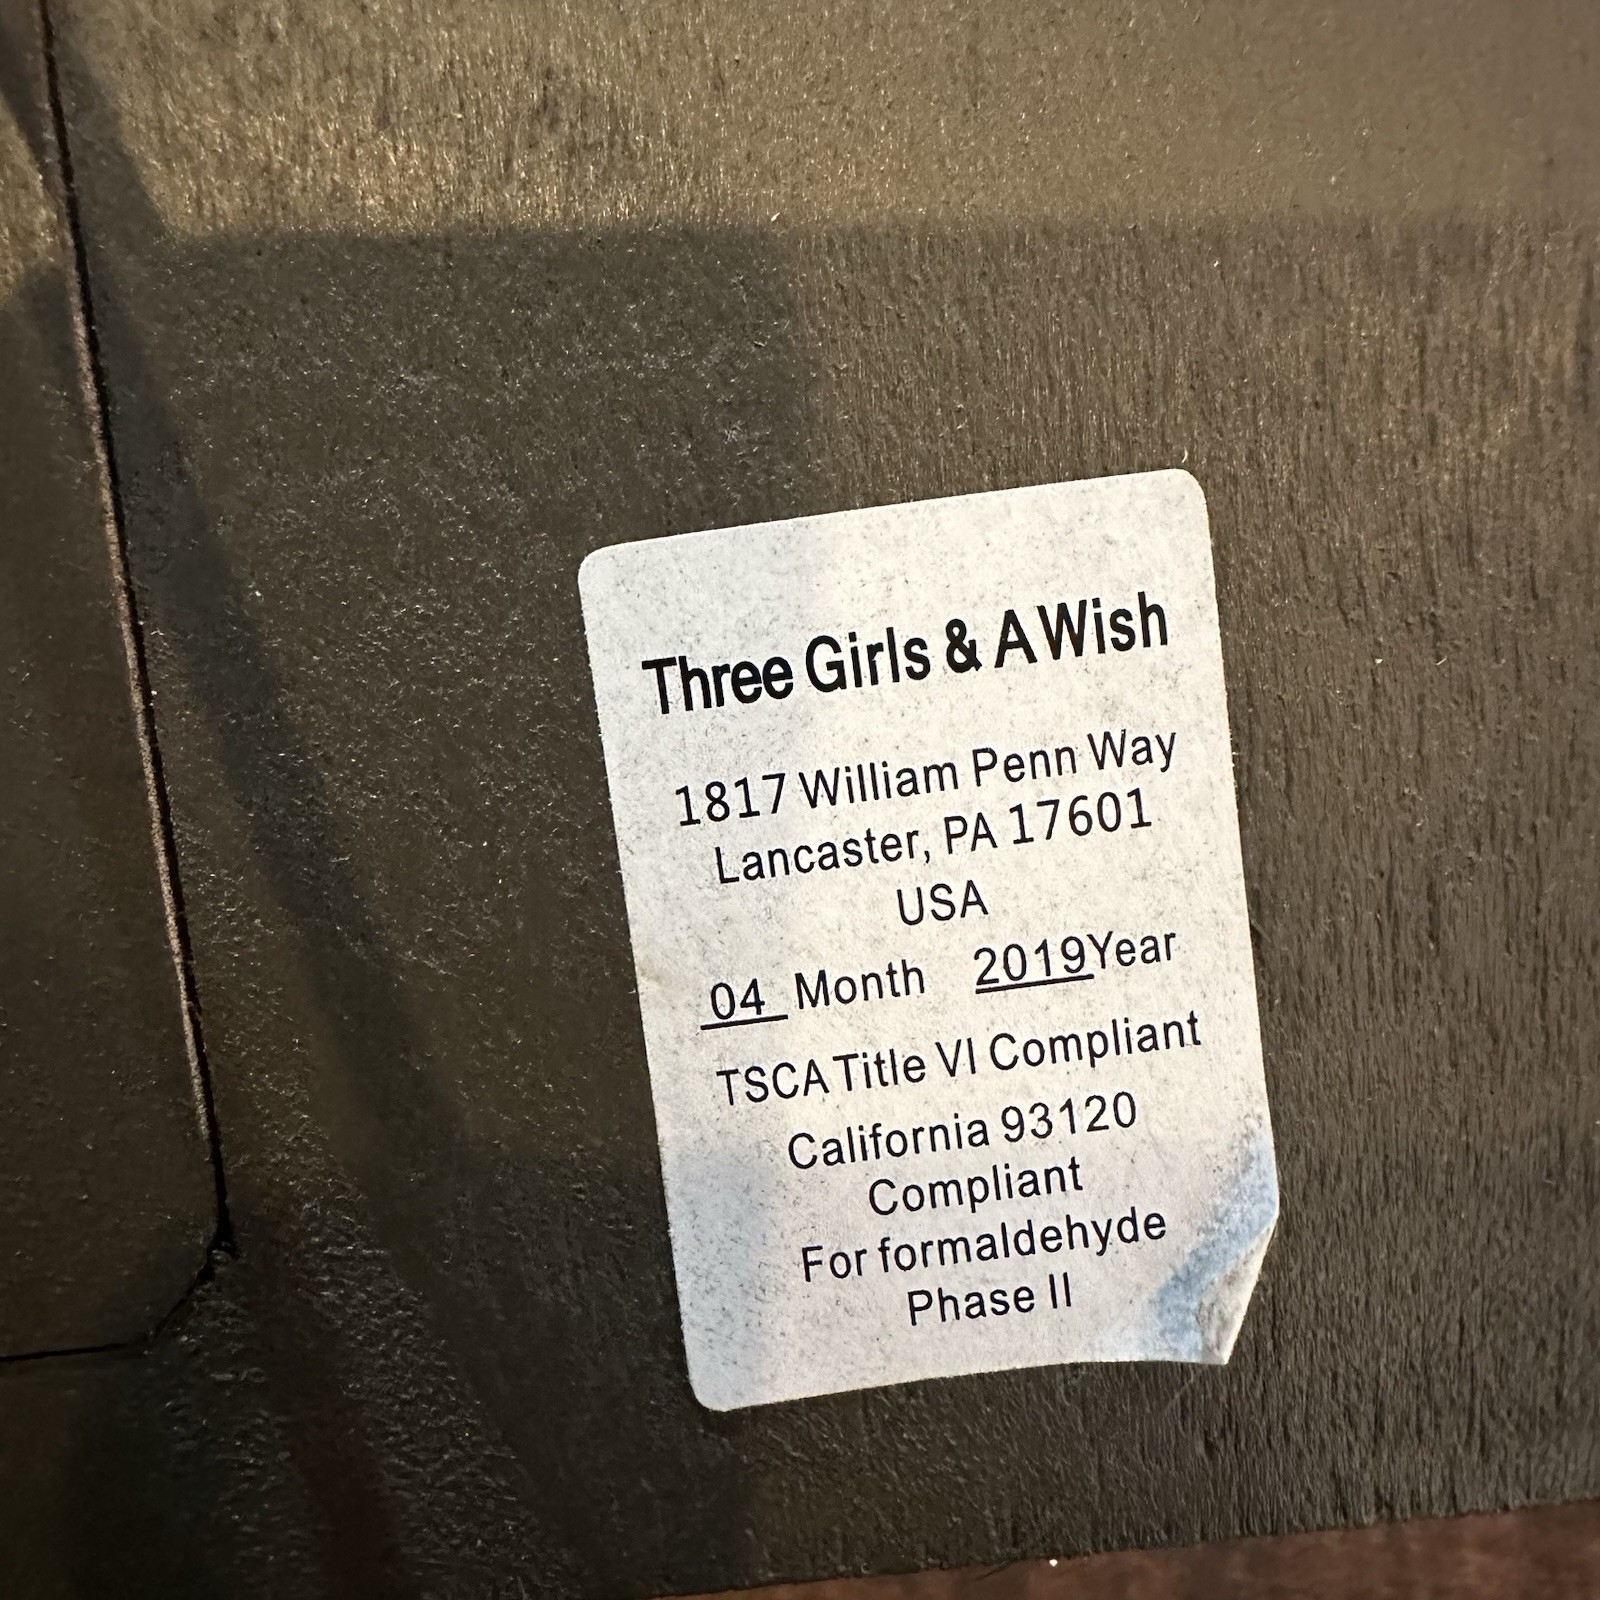 Three Girls & A Wish
1817 William Penn Way
Lancaster, PA 17601
USA
04 Month 2019Year
TSCA Title VI Compliant
California 93120
Compliant
For formaldehyde
Phase II